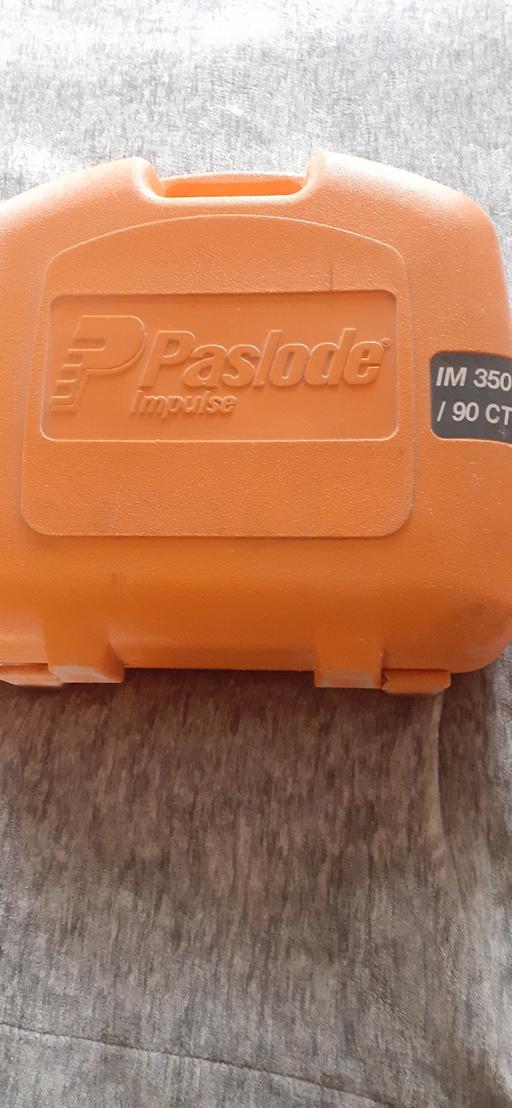 Paslode®
Impulse
IM 350
/ 90 CT